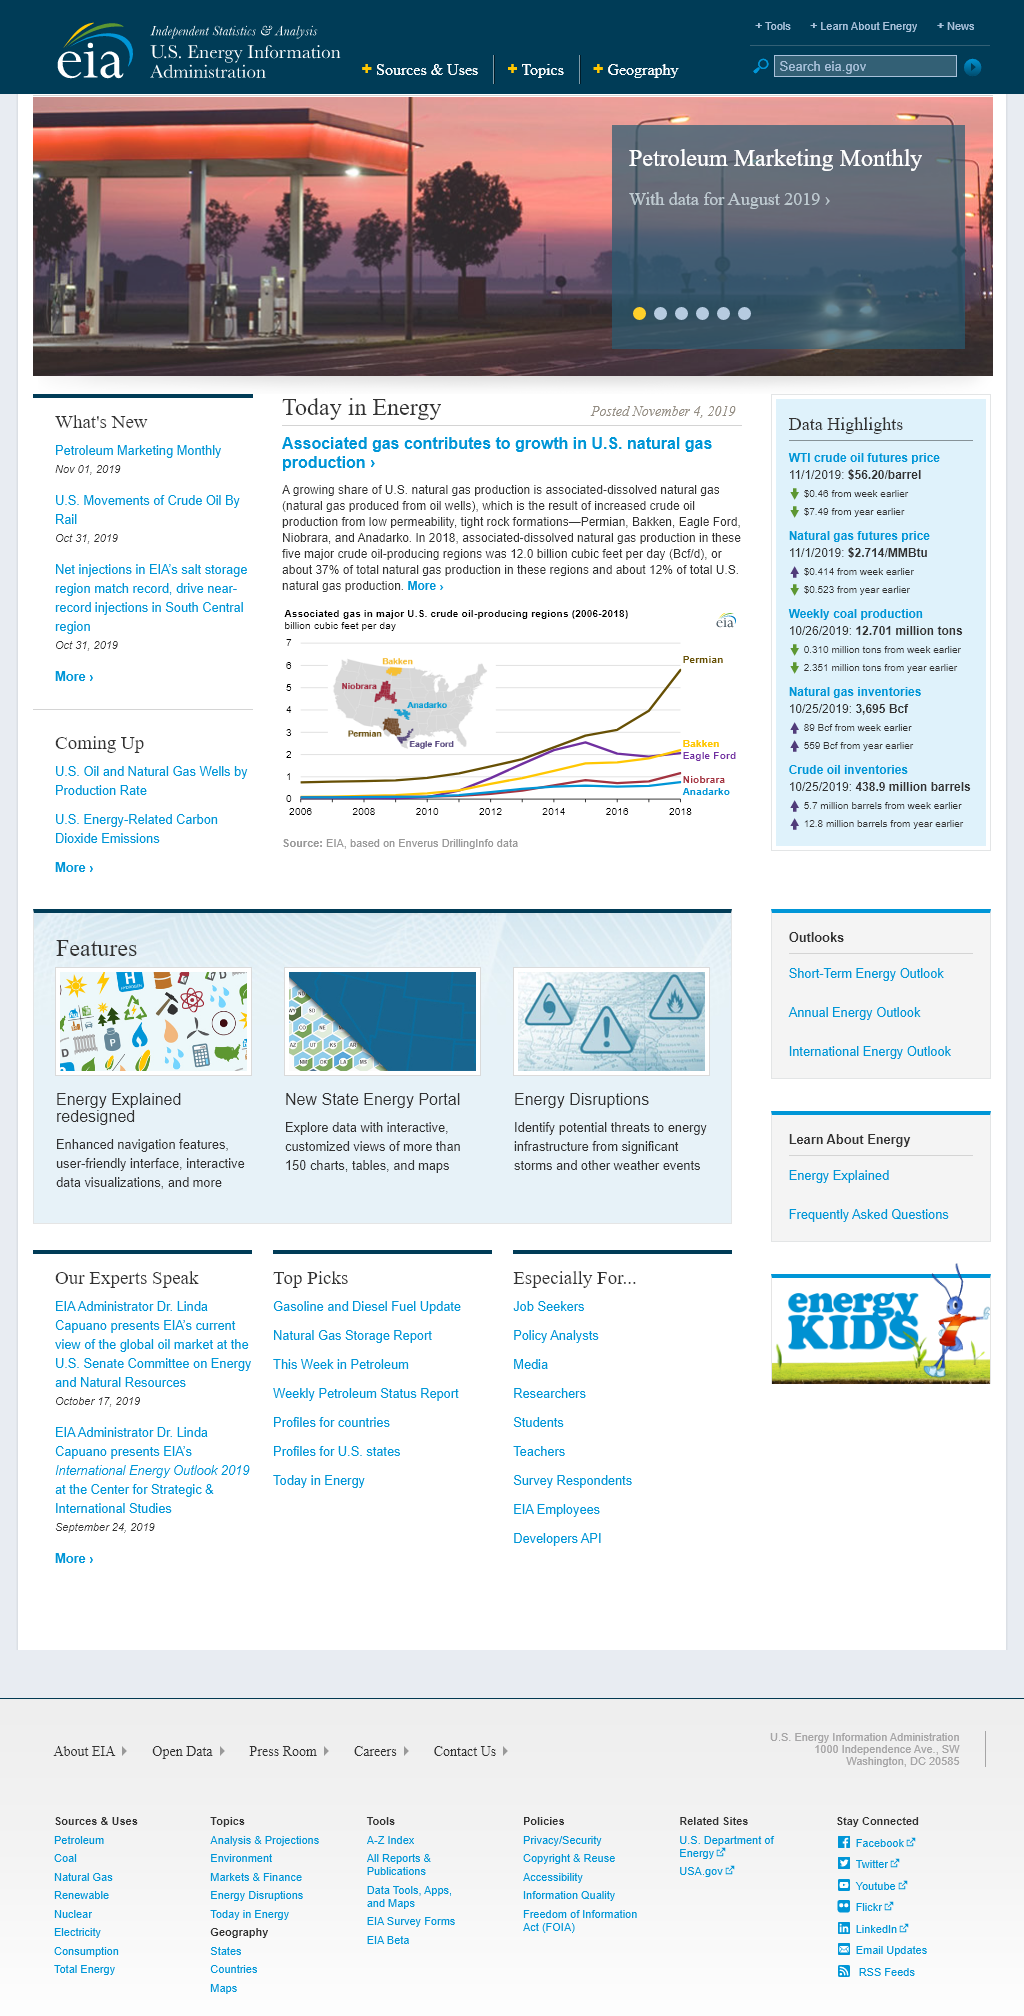 + Tools
+ Learn About Energy
+ News
eia
Independent Statistics & Analysis
U.S. Energy Information
Administration
+ Sources & Uses
+ Topics
+ Geography
Search eia.gov
Petroleum Marketing Monthly
With data for August 2019 ›
What's New
Petroleum Marketing Monthly
Nov 01, 2019
U.S. Movements of Crude Oil By
Rail
Oct 31, 2019
Net injections in EIA's salt storage
region match record, drive near-
record injections in South Central
region
Oct 31, 2019
More ›
Coming Up
U.S. Oil and Natural Gas Wells by
Production Rate
U.S. Energy-Related Carbon
Dioxide Emissions
More ›
Today in Energy
Posted November 4, 2019
Associated gas contributes to growth in U.S. natural gas
production ›
A growing share of U.S. natural gas production is associated-dissolved natural gas
(natural gas produced from oil wells), which is the result of increased crude oil
production from low permeability, tight rock formations—Permian, Bakken, Eagle Ford,
Niobrara, and Anadarko. In 2018, associated-dissolved natural gas production in these
five major crude oil-producing regions was 12.0 billion cubic feet per day (Bcf/d), or
about 37% of total natural gas production in these regions and about 12% of total U.S.
natural gas production. More ›
Associated gas in major U.S. crude oil-producing regions (2006-2018)
billion cubic feet per day
eia
7
6
5
4
3
2
1
0
2006
2008
2010
2012
2014
2016
2018
Bakken
Niobrara
Anadarko
Permian
Eagle Ford
Permian
Bakken
Eagle Ford
Niobrara
Anadarko
Source: EIA, based on Enverus DrillingInfo data
Data Highlights
WTI crude oil futures price
11/1/2019: $56.20/barrel
$0.46 from week earlier
$7.49 from year earlier
Natural gas futures price
11/1/2019: $2.714/MMBtu
$0.414 from week earlier
$0.523 from year earlier
Weekly coal production
10/26/2019: 12.701 million tons
0.310 million tons from week earlier
2.351 million tons from year earlier
Natural gas inventories
10/25/2019: 3,695 Bcf
89 Bcf from week earlier
559 Bcf from year earlier
Crude oil inventories
10/25/2019: 438.9 million barrels
5.7 million barrels from week earlier
12.8 million barrels from year earlier
Features
H
P
D
D
SD
CO
NE
AZ
UT
KS
AR
NM
OK
LA
MS
Energy Explained
redesigned
Enhanced navigation features,
user-friendly interface, interactive
data visualizations, and more
New State Energy Portal
Explore data with interactive,
customized views of more than
150 charts, tables, and maps
Energy Disruptions
Identify potential threats to energy
infrastructure from significant
storms and other weather events
Outlooks
Short-Term Energy Outlook
Annual Energy Outlook
International Energy Outlook
Learn About Energy
Energy Explained
Frequently Asked Questions
energy
KIDS
Our Experts Speak
EIA Administrator Dr. Linda
Capuano presents EIA's current
view of the global oil market at the
U.S. Senate Committee on Energy
and Natural Resources
October 17, 2019
EIA Administrator Dr. Linda
Capuano presents EIA's
International Energy Outlook 2019
at the Center for Strategic &
International Studies
September 24, 2019
More ›
Top Picks
Gasoline and Diesel Fuel Update
Natural Gas Storage Report
This Week in Petroleum
Weekly Petroleum Status Report
Profiles for countries
Profiles for U.S. states
Today in Energy
Especially For...
Job Seekers
Policy Analysts
Media
Researchers
Students
Teachers
Survey Respondents
EIA Employees
Developers API
About EIA
Open Data
Press Room
Careers
Contact Us
U.S. Energy Information Administration
1000 Independence Ave., SW
Washington, DC 20585
Sources & Uses
Petroleum
Coal
Natural Gas
Renewable
Nuclear
Electricity
Consumption
Total Energy
Topics
Analysis & Projections
Environment
Markets & Finance
Energy Disruptions
Today in Energy
Geography
States
Countries
Maps
Tools
A-Z Index
All Reports &
Publications
Data Tools, Apps,
and Maps
EIA Survey Forms
EIA Beta
Policies
Privacy/Security
Copyright & Reuse
Accessibility
Information Quality
Freedom of Information
Act (FOIA)
Related Sites
U.S. Department of
Energy
USA.gov
Stay Connected
Facebook
Twitter
Youtube
Flickr
LinkedIn
Email Updates
RSS Feeds